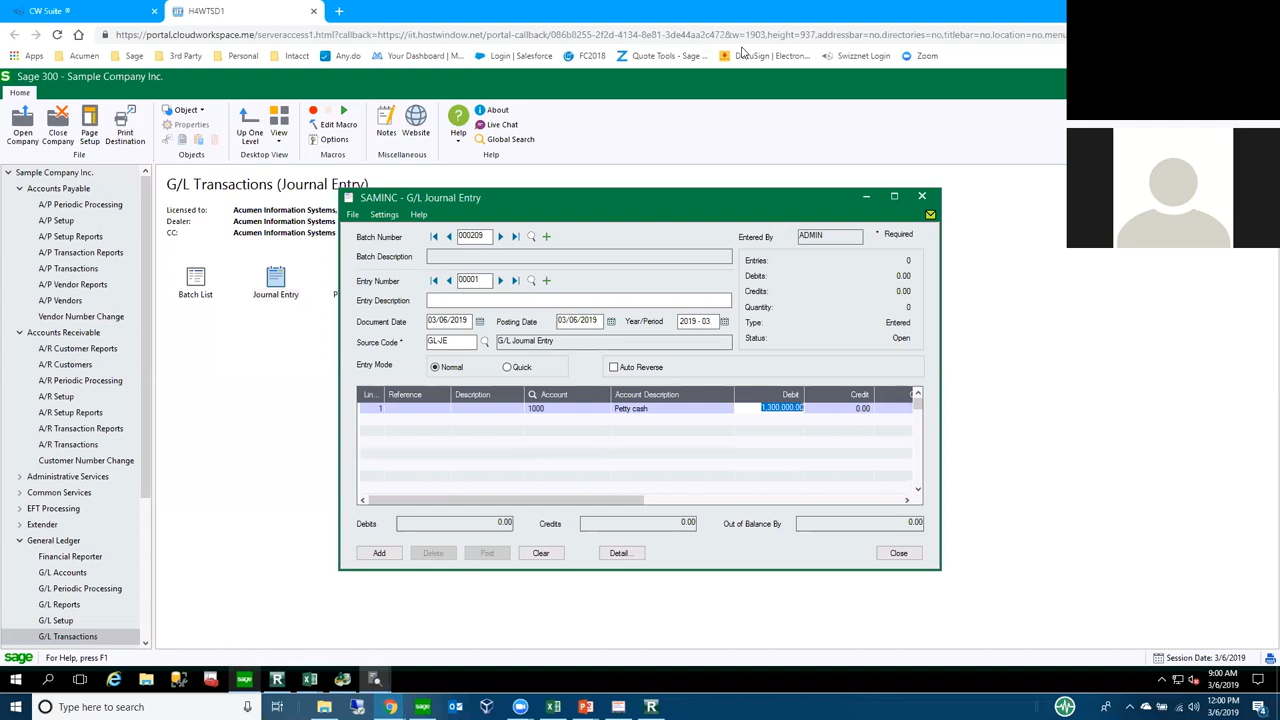 CW Suite ®
H4WTSD1
https://portal.cloudworkspace.me/serveraccess1.html?callback=https://iit.hostwindow.net/portal-callback/086b8255-2f2d-4134-8e81-3de44aa2c472&w=1903,height=937,addressbar=no,directories=no,titlebar=no,location=no,menu
Apps Acumen Sage 3rd Party Personal Intacct Any.do Your Dashboard | M... Login | Salesforce FC2018 Quote Tools - Sage ... DocuSign | Electron... Swizznet Login Zoom
Sage 300 - Sample Company Inc.
Home
Open Company
Close Company
Page Setup
Print Destination
File
Object
Properties
Objects
Up One Level
View
Desktop View
Edit Macro
Options
Macros
Notes
Website
Miscellaneous
Help
About
Live Chat
Global Search
Help
Sample Company Inc.
Accounts Payable
A/P Periodic Processing
A/P Setup
A/P Setup Reports
A/P Transaction Reports
A/P Transactions
A/P Vendor Reports
A/P Vendors
Vendor Number Change
Accounts Receivable
A/R Customer Reports
A/R Customers
A/R Periodic Processing
A/R Setup
A/R Setup Reports
A/R Transaction Reports
A/R Transactions
Customer Number Change
Administrative Services
Common Services
EFT Processing
Extender
General Ledger
Financial Reporter
G/L Accounts
G/L Periodic Processing
G/L Reports
G/L Setup
G/L Transactions
G/L Transactions (Journal Entry)
Licensed to: Acumen Information Systems,
Dealer: Acumen Information Systems,
CC: Acumen Information Systems,
Batch List
Journal Entry
P
SAMINC - G/L Journal Entry
File Settings Help
Batch Number 000209
Entered By ADMIN * Required
Batch Description
Entry Number 00001
Entry Description
Document Date 03/06/2019 Posting Date 03/06/2019 Year/Period 2019 - 03
Source Code * GL-JE G/L Journal Entry
Entry Mode Normal Quick Auto Reverse
Entries: 0
Debits: 0.00
Credits: 0.00
Quantity: 0
Type: Entered
Status: Open
Lin... Reference Description Account Account Description Debit Credit
1 1000 Petty cash 1,300,000.00 0.00
Debits 0.00 Credits 0.00 Out of Balance By 0.00
Add Delete Post Clear Detail... Close
sage For Help, press F1
Session Date: 3/6/2019
9:00 AM
3/6/2019
Type here to search
12:00 PM
3/6/2019
4